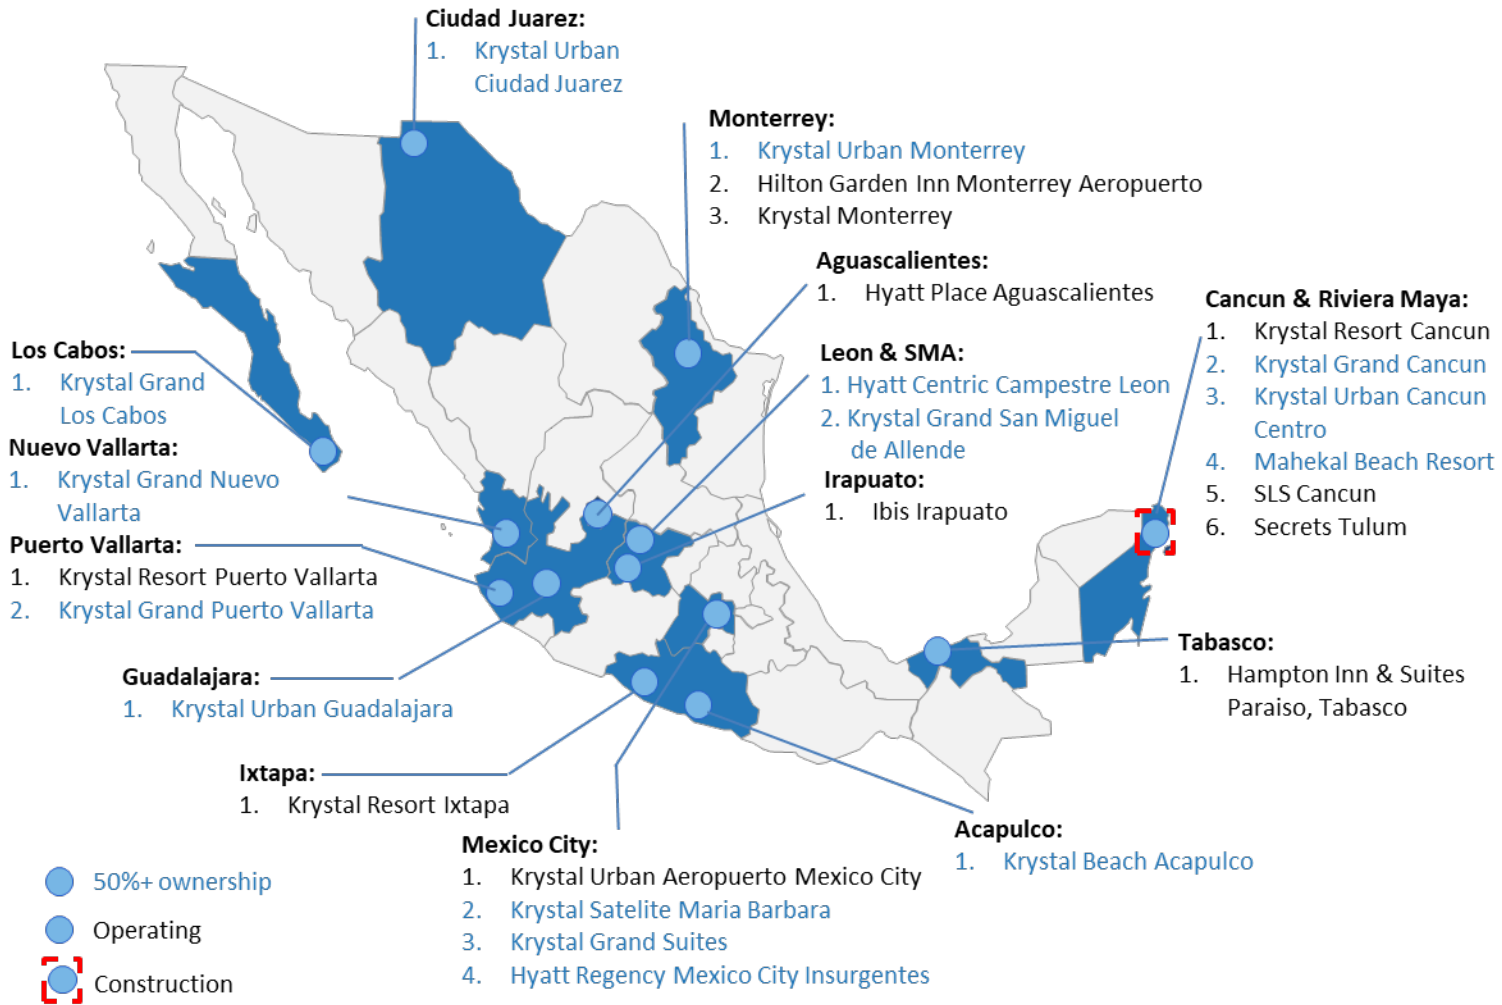 Ciudad Juarez:
1. Krystal Urban
Ciudad Juarez
Monterrey:
1. Krystal Urban Monterrey
2. Hilton Garden Inn Monterrey Aeropuerto
3. Krystal Monterrey
Aguascalientes:
1. Hyatt Place Aguascalientes
Cancun & Riviera Maya:
1. Krystal Resort Cancun
2. Krystal Grand Cancun
3. Krystal Urban Cancun
Centro
4. Mahekal Beach Resort
5. SLS Cancun
6. Secrets Tulum
Leon & SMA:
1. Hyatt Centric Campestre Leon
2. Krystal Grand San Miguel
de Allende
Irapuato:
1. Ibis Irapuato
Los Cabos:
1. Krystal Grand
Los Cabos
Nuevo Vallarta:
1. Krystal Grand Nuevo
Vallarta
Puerto Vallarta:
1. Krystal Resort Puerto Vallarta
2. Krystal Grand Puerto Vallarta
Guadalajara:
1. Krystal Urban Guadalajara
Tabasco:
1. Hampton Inn & Suites
Paraiso, Tabasco
Ixtapa:
1. Krystal Resort Ixtapa
Mexico City:
1. Krystal Urban Aeropuerto Mexico City
2. Krystal Satelite Maria Barbara
3. Krystal Grand Suites
4. Hyatt Regency Mexico City Insurgentes
Acapulco:
1. Krystal Beach Acapulco
50%+ ownership
Operating
Construction